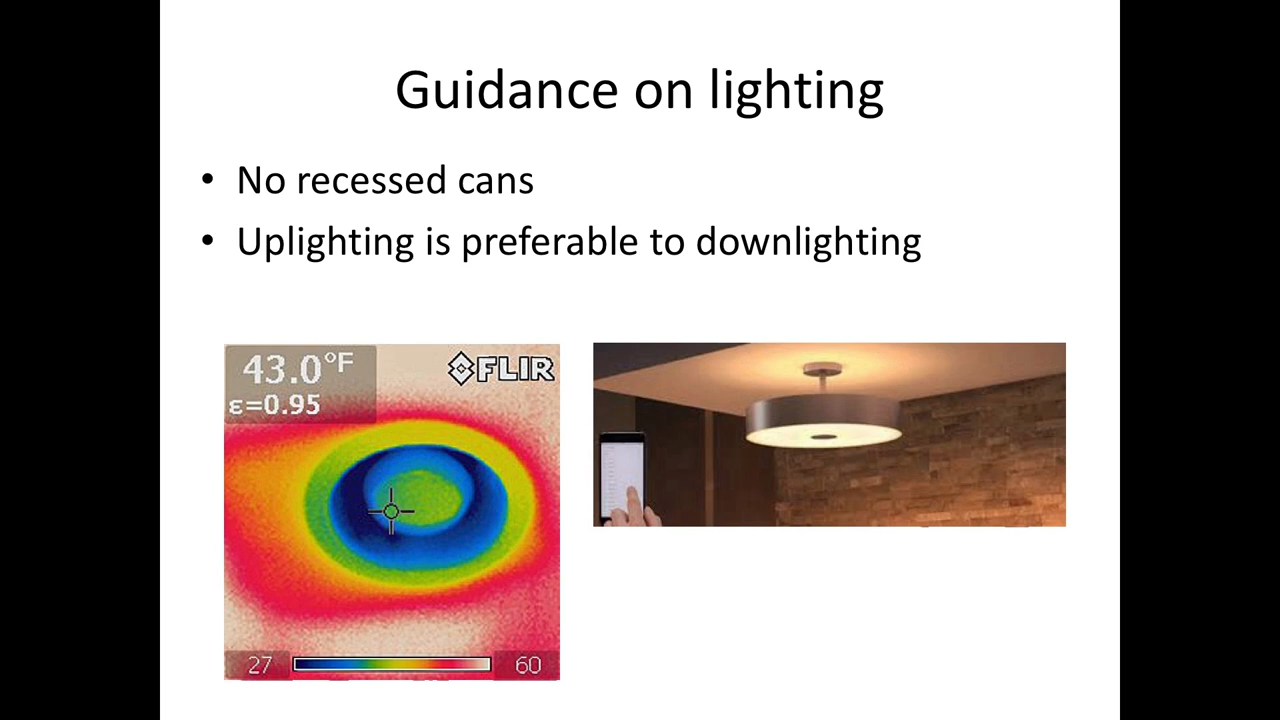 Guidance on lighting
• No recessed cans
• Uplighting is preferable to downlighting
43.0°F
ε=0.95
FLIR
27
60